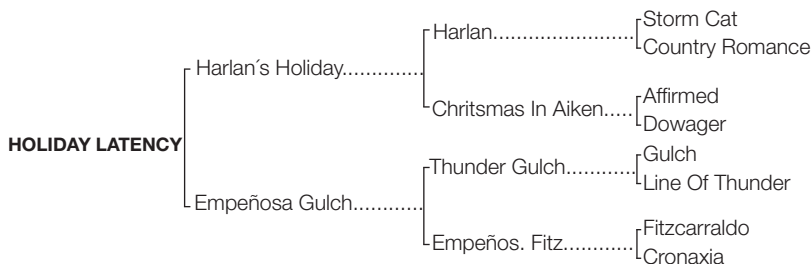 Storm Cat
Harlan......................
Country Romance
Harlan´s Holiday..............
Affirmed
Chritsmas In Aiken.....
Dowager
HOLIDAY LATENCY
Gulch
Thunder Gulch............
Line Of Thunder
Empeñosa Gulch............
Fitzcarraldo
Empeños. Fitz............
Cronaxia